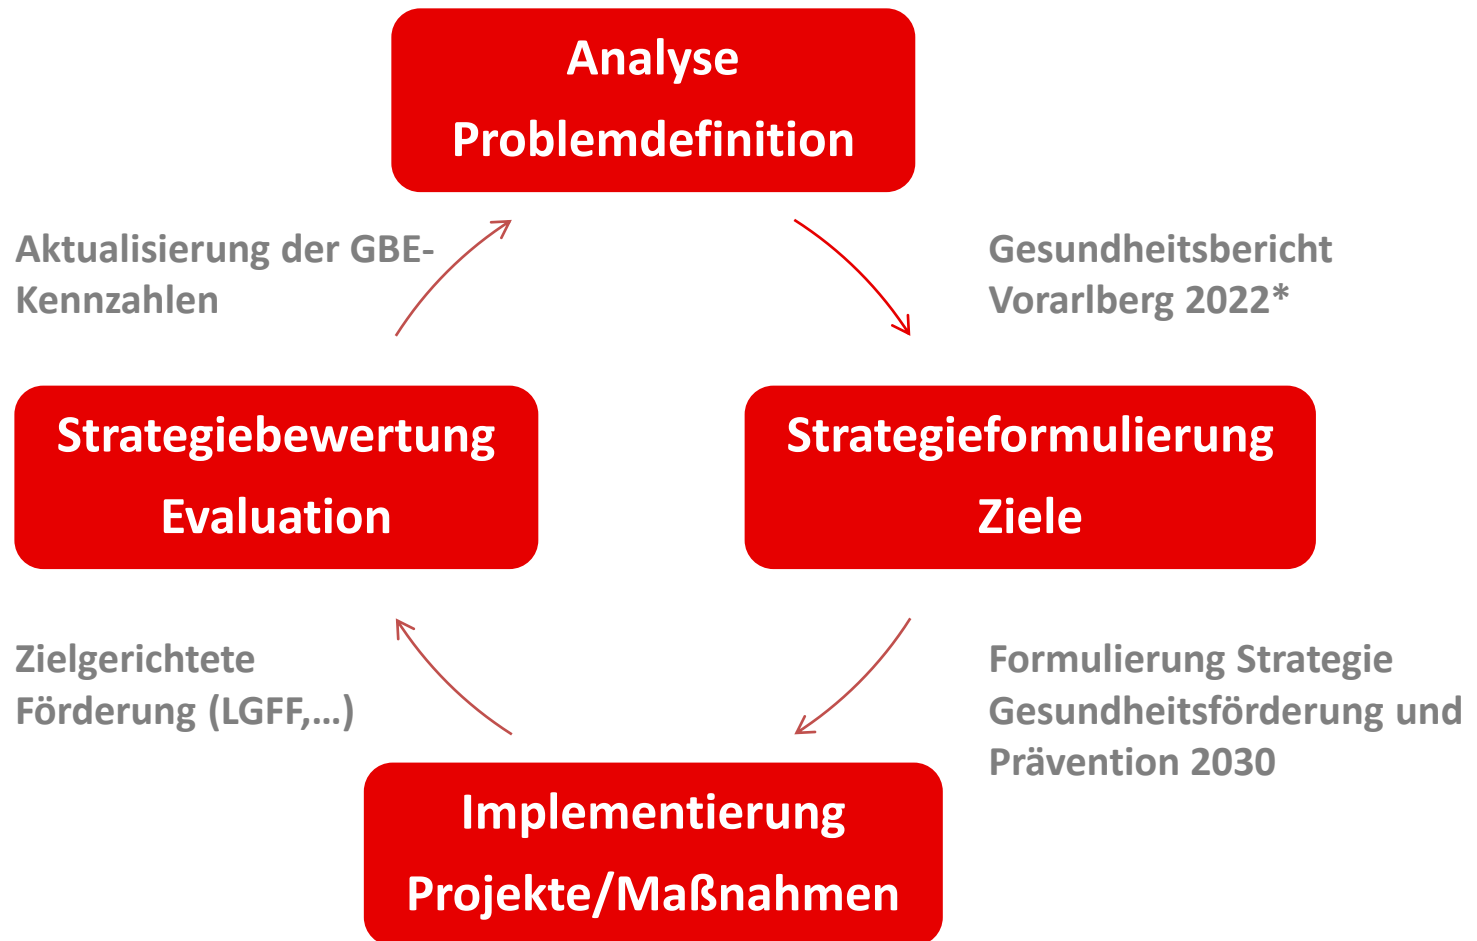 Analyse
Problemdefinition
Aktualisierung der GBE-
Kennzahlen
Gesundheitsbericht
Vorarlberg 2022*
Strategiebewertung
Evaluation
Strategieformulierung
Ziele
Zielgerichtete
Förderung (LGFF,...)
Formulierung Strategie
Gesundheitsförderung und
Prävention 2030
Implementierung
Projekte/Maßnahmen